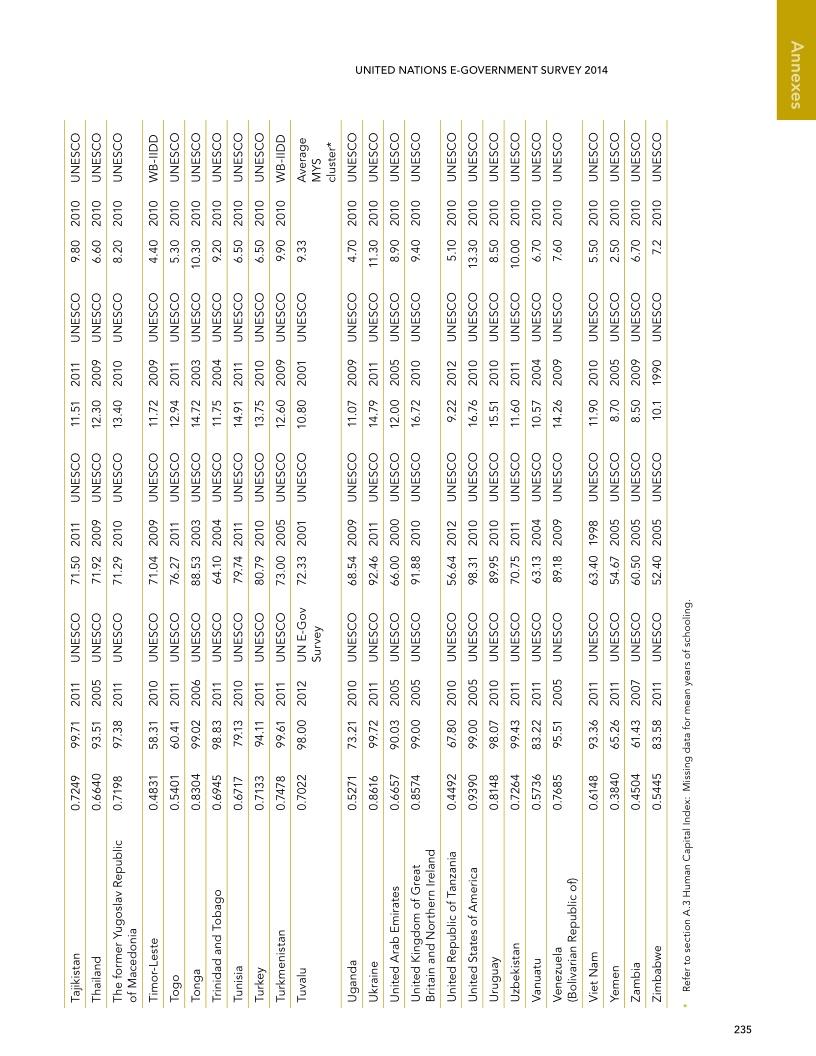 UNITED NATIONS E-GOVERNMENT SURVEY 2014
Annexes
Tajikistan 0.7249 99.71 2011 UNESCO 71.50 2011 UNESCO 11.51 2011 UNESCO 9.80 2010 UNESCO
Thailand 0.6640 93.51 2005 UNESCO 71.92 2009 UNESCO 12.30 2009 UNESCO 6.60 2010 UNESCO
The former Yugoslav Republic 0.7198 97.38 2011 UNESCO 71.29 2010 UNESCO 13.40 2010 UNESCO 8.20 2010 UNESCO
of Macedonia
Timor-Leste 0.4831 58.31 2010 UNESCO 71.04 2009 UNESCO 11.72 2009 UNESCO 4.40 2010 WB-IIDD
Togo 0.5401 60.41 2011 UNESCO 76.27 2011 UNESCO 12.94 2011 UNESCO 5.30 2010 UNESCO
Tonga 0.8304 99.02 2006 UNESCO 88.53 2003 UNESCO 14.72 2003 UNESCO 10.30 2010 UNESCO
Trinidad and Tobago 0.6945 98.83 2011 UNESCO 64.10 2004 UNESCO 11.75 2004 UNESCO 9.20 2010 UNESCO
Tunisia 0.6717 79.13 2010 UNESCO 79.74 2011 UNESCO 14.91 2011 UNESCO 6.50 2010 UNESCO
Turkey 0.7133 94.11 2011 UNESCO 80.79 2010 UNESCO 13.75 2010 UNESCO 6.50 2010 UNESCO
Turkmenistan 0.7478 99.61 2011 UNESCO 73.00 2005 UNESCO 12.60 2009 UNESCO 9.90 2010 WB-IIDD
Tuvalu 0.7022 98.00 2012 UN E-Gov 72.33 2001 UNESCO 10.80 2001 UNESCO 9.33 Average
Survey MYS
cluster*
Uganda 0.5271 73.21 2010 UNESCO 68.54 2009 UNESCO 11.07 2009 UNESCO 4.70 2010 UNESCO
Ukraine 0.8616 99.72 2011 UNESCO 92.46 2011 UNESCO 14.79 2011 UNESCO 11.30 2010 UNESCO
United Arab Emirates 0.6657 90.03 2005 UNESCO 66.00 2000 UNESCO 12.00 2005 UNESCO 8.90 2010 UNESCO
United Kingdom of Great 0.8574 99.00 2005 UNESCO 91.88 2010 UNESCO 16.72 2010 UNESCO 9.40 2010 UNESCO
Britain and Northern Ireland
United Republic of Tanzania 0.4492 67.80 2010 UNESCO 56.64 2012 UNESCO 9.22 2012 UNESCO 5.10 2010 UNESCO
United States of America 0.9390 99.00 2005 UNESCO 98.31 2010 UNESCO 16.76 2010 UNESCO 13.30 2010 UNESCO
Uruguay 0.8148 98.07 2010 UNESCO 89.95 2010 UNESCO 15.51 2010 UNESCO 8.50 2010 UNESCO
Uzbekistan 0.7264 99.43 2011 UNESCO 70.75 2011 UNESCO 11.60 2011 UNESCO 10.00 2010 UNESCO
Vanuatu 0.5736 83.22 2011 UNESCO 63.13 2004 UNESCO 10.57 2004 UNESCO 6.70 2010 UNESCO
Venezuela 0.7685 95.51 2005 UNESCO 89.18 2009 UNESCO 14.26 2009 UNESCO 7.60 2010 UNESCO
(Bolivarian Republic of)
Viet Nam 0.6148 93.36 2011 UNESCO 63.40 1998 UNESCO 11.90 2010 UNESCO 5.50 2010 UNESCO
Yemen 0.3840 65.26 2011 UNESCO 54.67 2005 UNESCO 8.70 2005 UNESCO 2.50 2010 UNESCO
Zambia 0.4504 61.43 2007 UNESCO 60.50 2005 UNESCO 8.50 2009 UNESCO 6.70 2010 UNESCO
Zimbabwe 0.5445 83.58 2011 UNESCO 52.40 2005 UNESCO 10.1 1990 UNESCO 7.2 2010 UNESCO
* Refer to section A.3 Human Capital Index: Missing data for mean years of schooling.
235